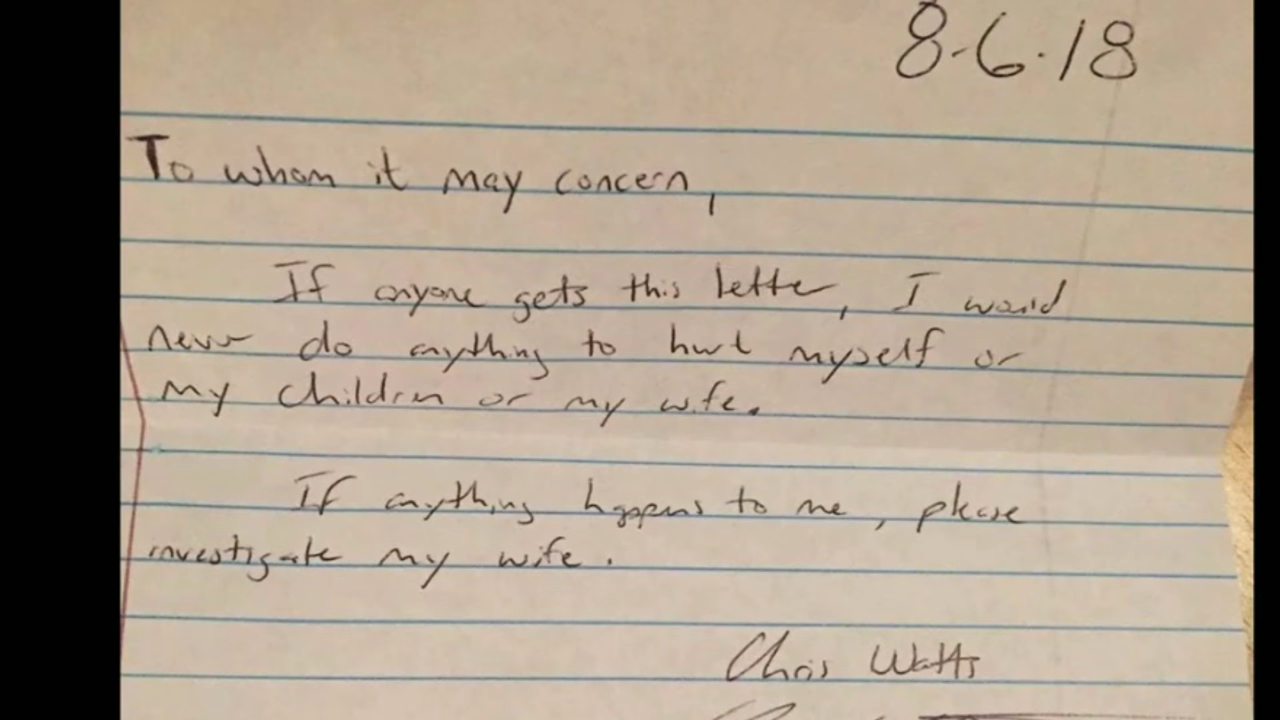 8-6-18
To whom it may concern,
If anyone gets this letter, I would
never do anything to hurt myself or
my children or my wife.
If anything happens to me, please
investigate my wife.
Chris Watts